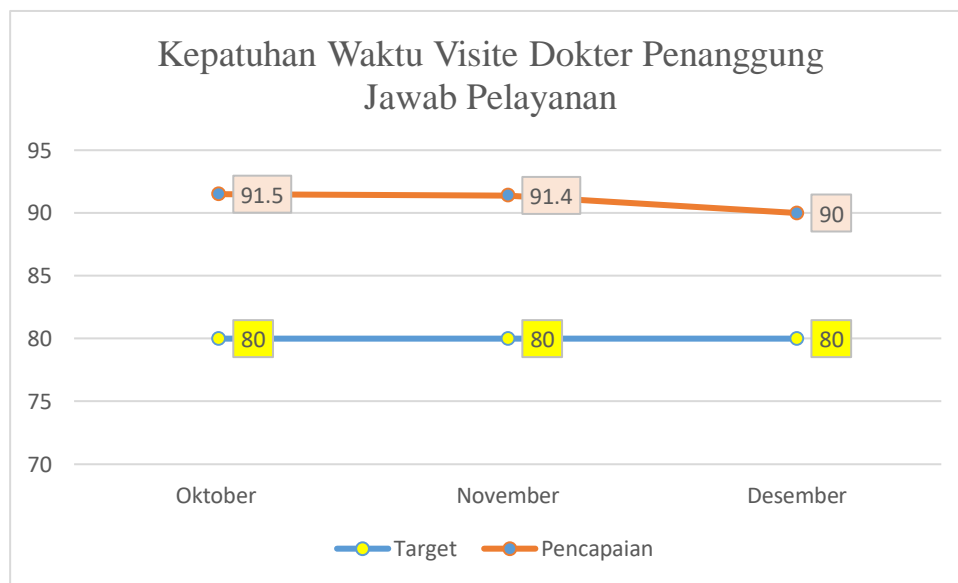 Kepatuhan Waktu Visite Dokter Penanggung
Jawab Pelayanan
95
90
85
80
75
70
91.5
91.4
90
80
80
80
Oktober
November
Desember
Target
Pencapaian